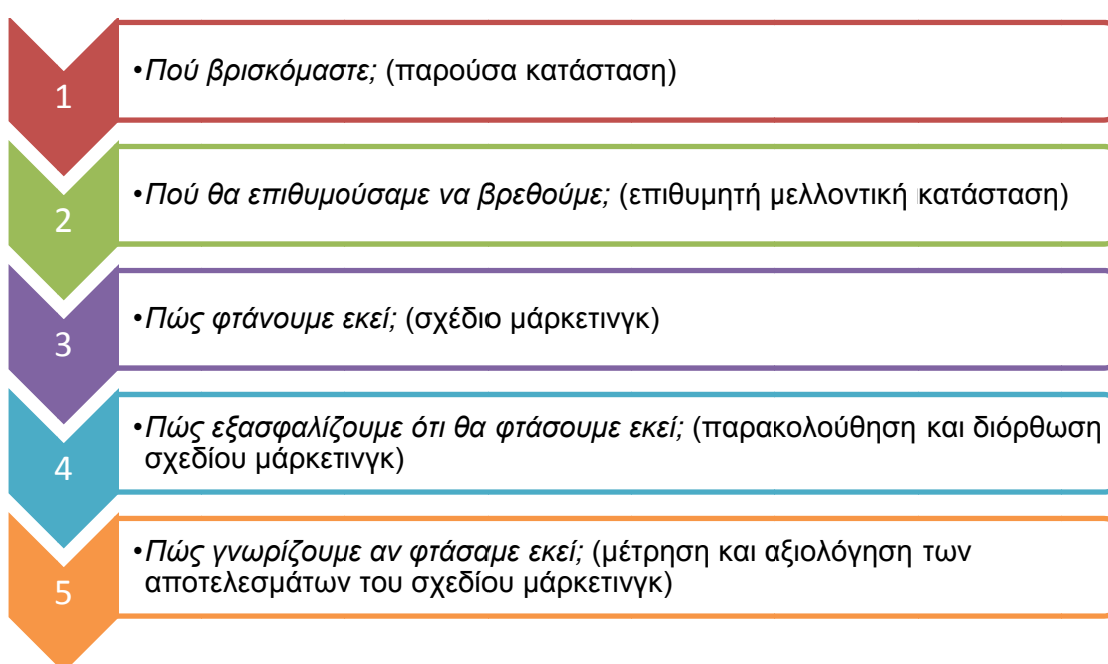 1
•Πού βρισκόμαστε; (παρούσα κατάσταση)
2
•Πού θα επιθυμούσαμε να βρεθούμε; (επιθυμητή μελλοντική κατάσταση)
3
•Πώς φτάνουμε εκεί; (σχέδιο μάρκετινγκ)
4
•Πώς εξασφαλίζουμε ότι θα φτάσουμε εκεί; (παρακολούθηση και διόρθωση
σχεδίου μάρκετινγκ)
5
•Πώς γνωρίζουμε αν φτάσαμε εκεί; (μέτρηση και αξιολόγηση των
αποτελεσμάτων του σχεδίου μάρκετινγκ)